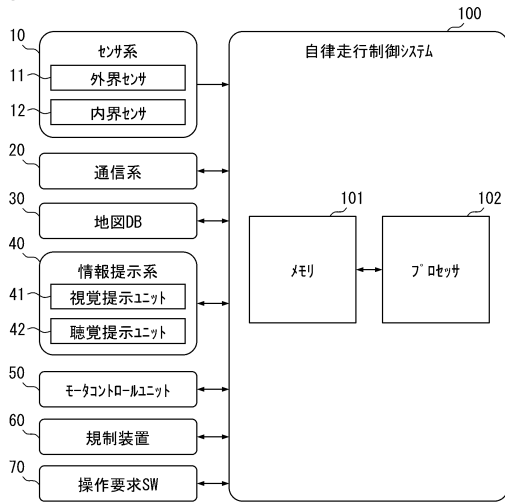 100
10
センサ系
自律走行制御システム
11
外界センサ
12
内界センサ
20
通信系
30
地図DB
101
102
40
情報提示系
メモリ
プロセッサ
41
視覚提示ユニット
42
聴覚提示ユニット
50
モータコントロールユニット
60
規制装置
70
操作要求SW